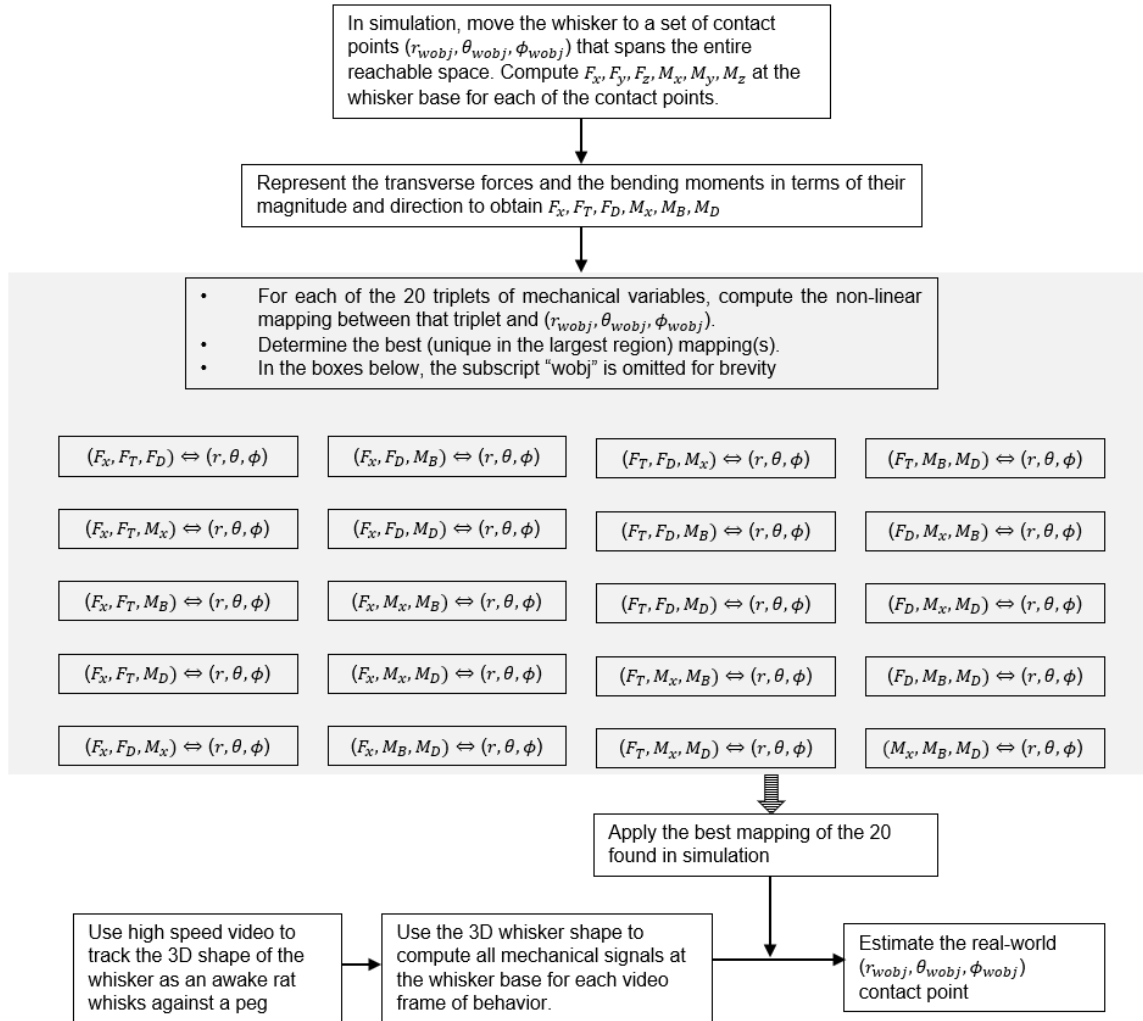 In simulation, move the whisker to a set of contact
points (r_wobj, θ_wobj, ϕ_wobj) that spans the entire
reachable space. Compute F_x, F_y, F_z, M_x, M_y, M_z at the
whisker base for each of the contact points.
Represent the transverse forces and the bending moments in terms of their
magnitude and direction to obtain F_x, F_T, F_D, M_x, M_B, M_D
• For each of the 20 triplets of mechanical variables, compute the non-linear
mapping between that triplet and (r_wobj, θ_wobj, ϕ_wobj).
• Determine the best (unique in the largest region) mapping(s).
• In the boxes below, the subscript “wobj” is omitted for brevity
(F_x, F_T, F_D) ⇔ (r, θ, ϕ)
(F_x, F_D, M_B) ⇔ (r, θ, ϕ)
(F_T, F_D, M_x) ⇔ (r, θ, ϕ)
(F_T, M_B, M_D) ⇔ (r, θ, ϕ)
(F_x, F_T, M_x) ⇔ (r, θ, ϕ)
(F_x, F_D, M_D) ⇔ (r, θ, ϕ)
(F_T, F_D, M_B) ⇔ (r, θ, ϕ)
(F_D, M_x, M_B) ⇔ (r, θ, ϕ)
(F_x, F_T, M_B) ⇔ (r, θ, ϕ)
(F_x, M_x, M_B) ⇔ (r, θ, ϕ)
(F_T, F_D, M_D) ⇔ (r, θ, ϕ)
(F_D, M_x, M_D) ⇔ (r, θ, ϕ)
(F_x, F_T, M_D) ⇔ (r, θ, ϕ)
(F_x, M_x, M_D) ⇔ (r, θ, ϕ)
(F_T, M_x, M_B) ⇔ (r, θ, ϕ)
(F_D, M_B, M_D) ⇔ (r, θ, ϕ)
(F_x, F_D, M_x) ⇔ (r, θ, ϕ)
(F_x, M_B, M_D) ⇔ (r, θ, ϕ)
(F_T, M_x, M_D) ⇔ (r, θ, ϕ)
(M_x, M_B, M_D) ⇔ (r, θ, ϕ)
Apply the best mapping of the 20
found in simulation
Use high speed video to
track the 3D shape of the
whisker as an awake rat
whisks against a peg
Use the 3D whisker shape to
compute all mechanical signals at
the whisker base for each video
frame of behavior.
Estimate the real-world
(r_wobj, θ_wobj, ϕ_wobj)
contact point